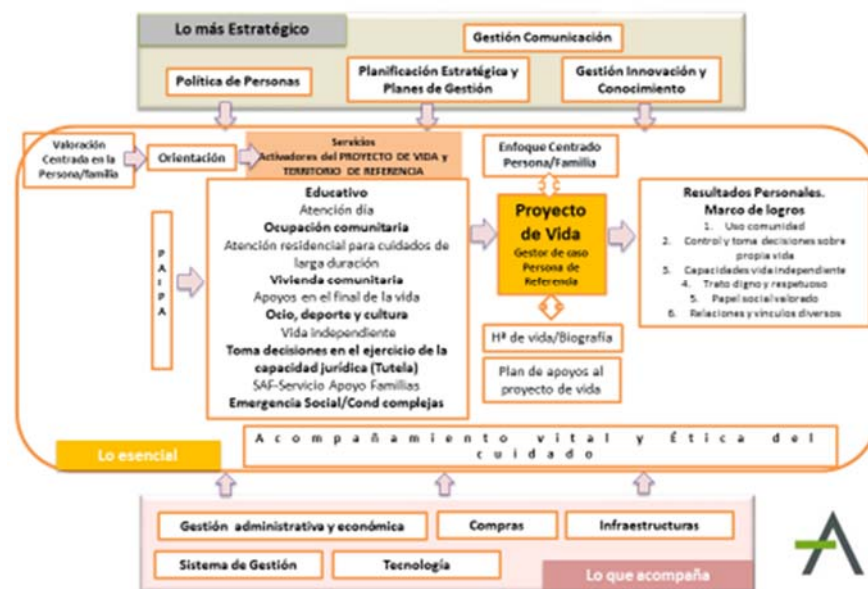 Lo más Estratégico
Gestión Comunicación
Política de Personas
Planificación Estratégica y
Planes de Gestión
Gestión Innovación y
Conocimiento
Valoración
Centrada en la
Persona/familia
Orientación
Servicios
Activadores del PROYECTO DE VIDA y
TERRITORIO DE REFERENCIA
Enfoque Centrado
Persona/Familia
P
A
I
P
A
Educativo
Atención día
Ocupación comunitaria
Atención residencial para cuidados de
larga duración
Vivienda comunitaria
Apoyos en el final de la vida
Ocio, deporte y cultura
Vida independiente
Toma decisiones en el ejercicio de la
capacidad jurídica (Tutela)
SAF-Servicio Apoyo Familias
Emergencia Social/Cond complejas
Proyecto
de Vida
Gestor de caso
Persona de
Referencia
Hª de vida/Biografía
Plan de apoyos al
proyecto de vida
Resultados Personales.
Marco de logros
1. Uso comunidad
2. Control y toma decisiones sobre
propia vida
3. Capacidades vida independiente
4. Trato digno y respetuoso
5. Papel social valorado
6. Relaciones y vínculos diversos
Lo esencial
Acompañamiento vital y Ética del
cuidado
Gestión administrativa y económica
Compras
Infraestructuras
Sistema de Gestión
Tecnología
Lo que acompaña